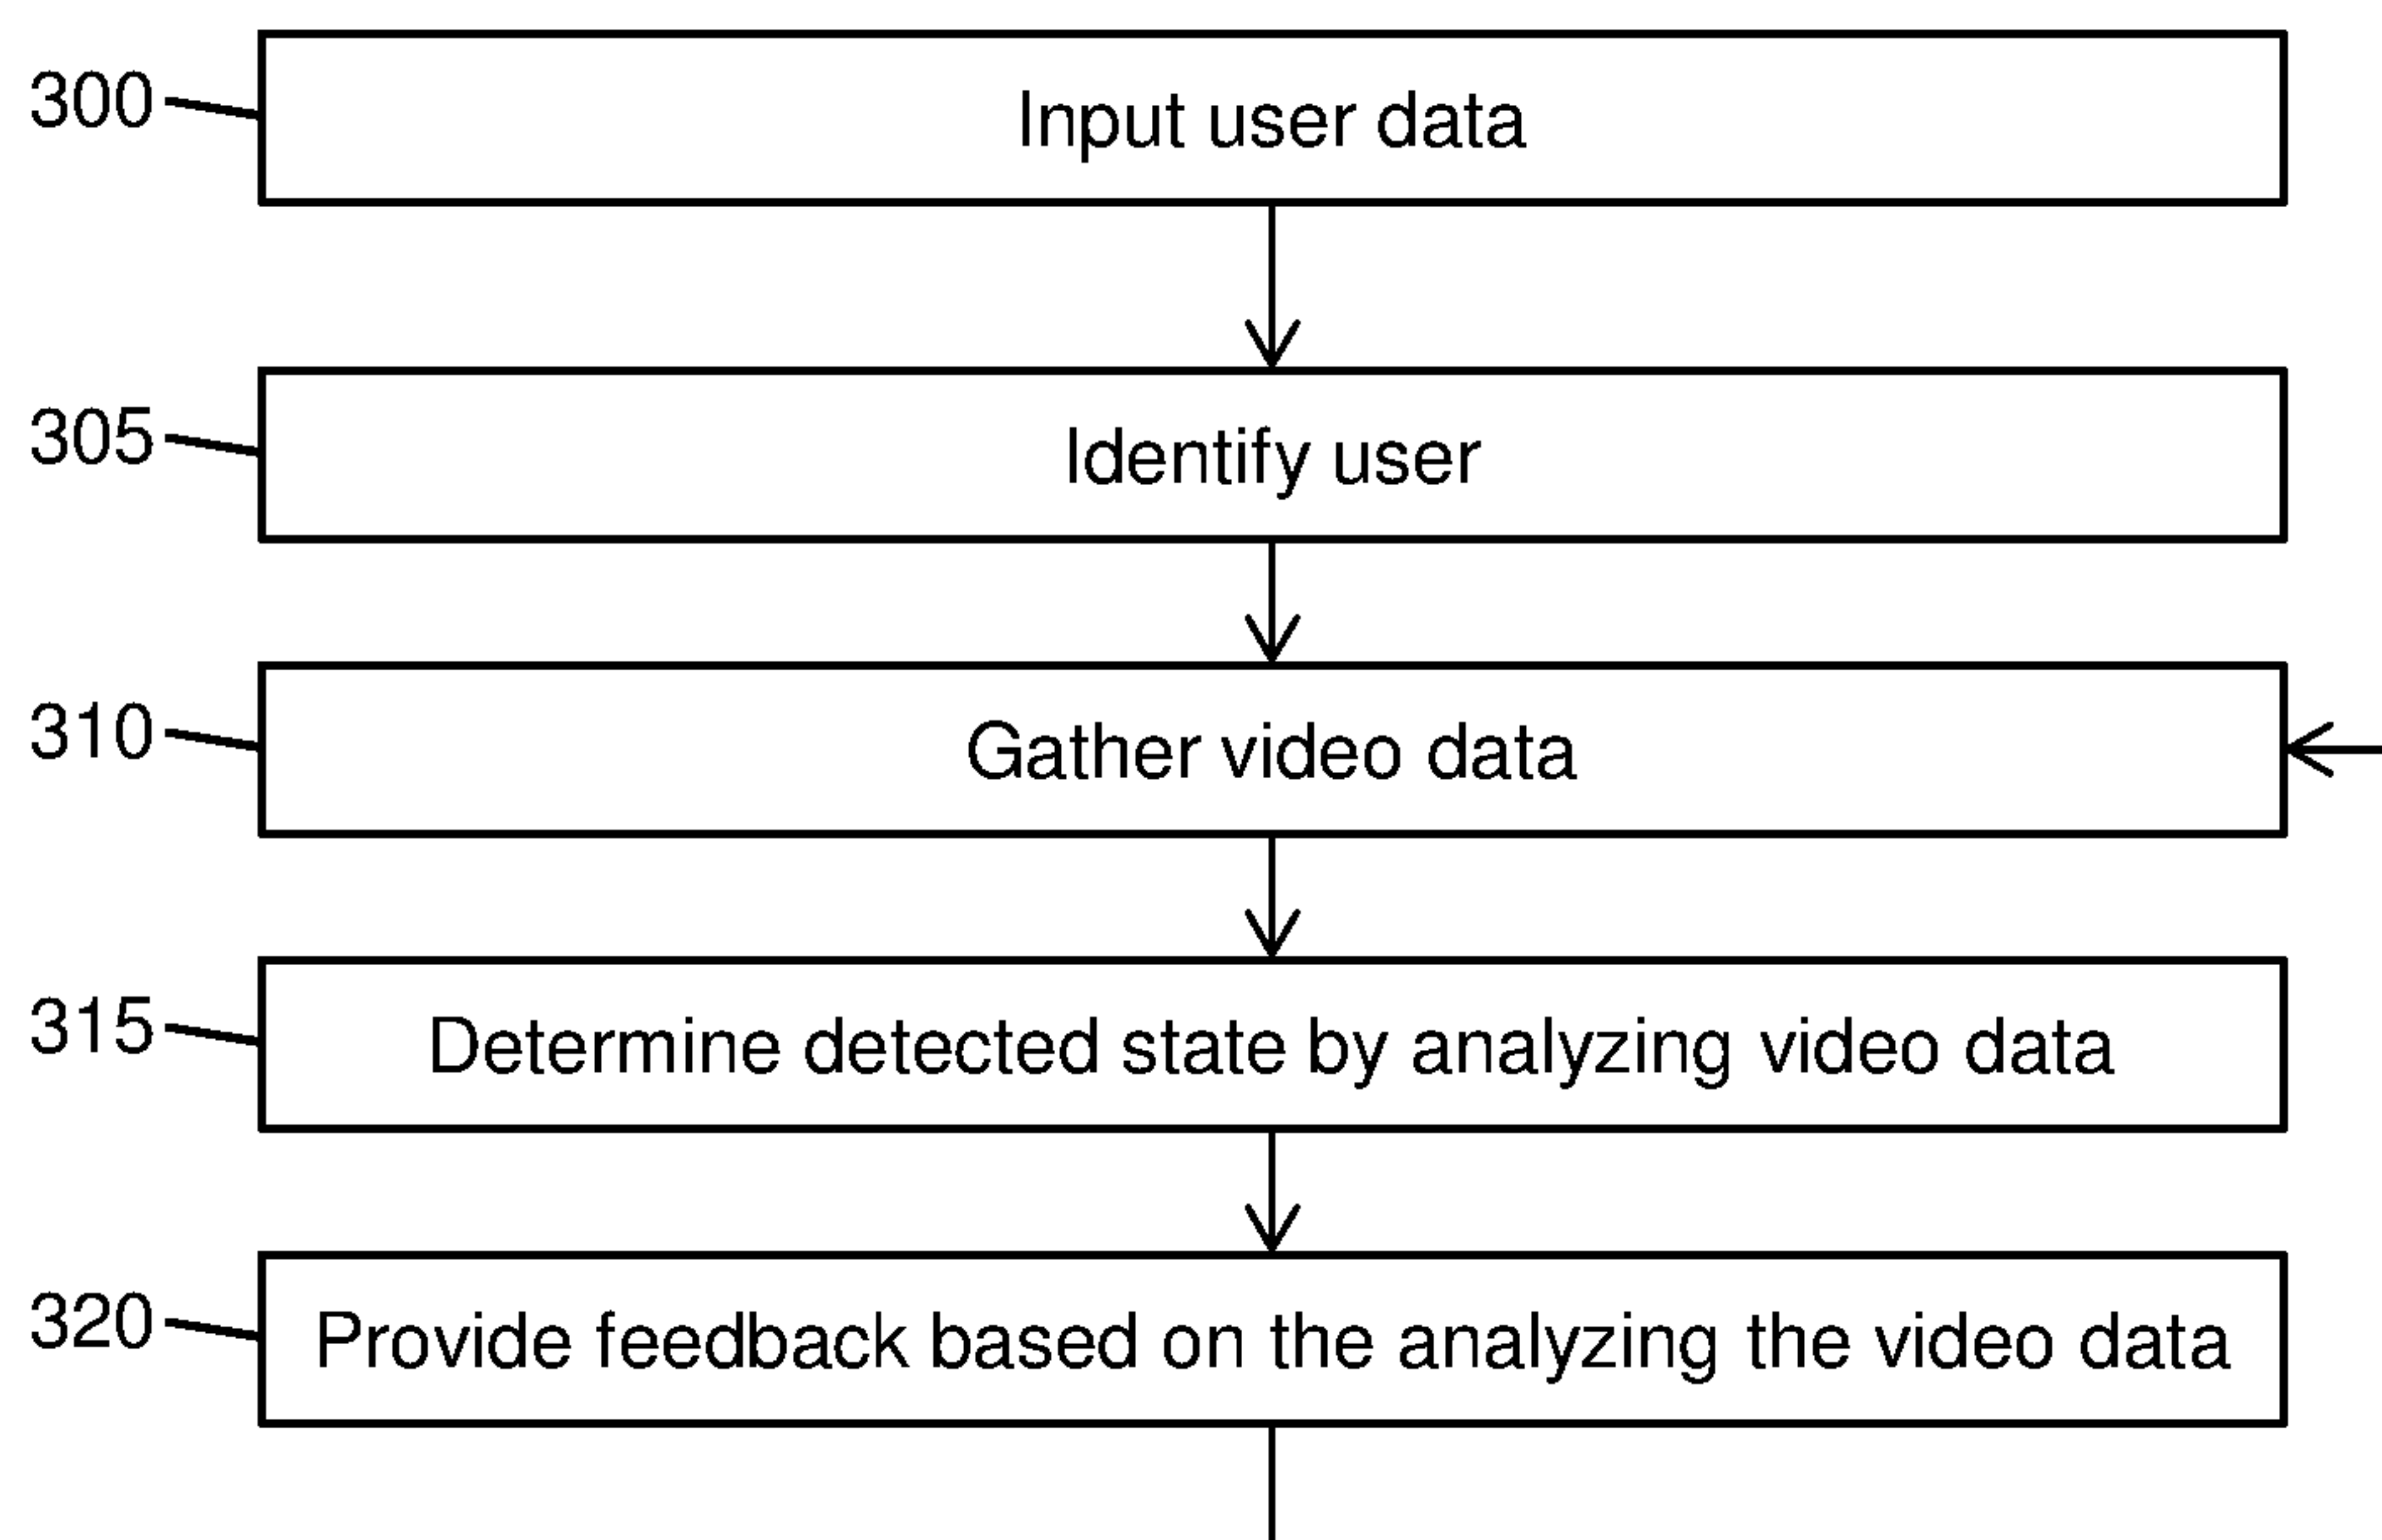 300
Input user data
305
Identify user
310
Gather video data
315
Determine detected state by analyzing video data
320
Provide feedback based on the analyzing the video data